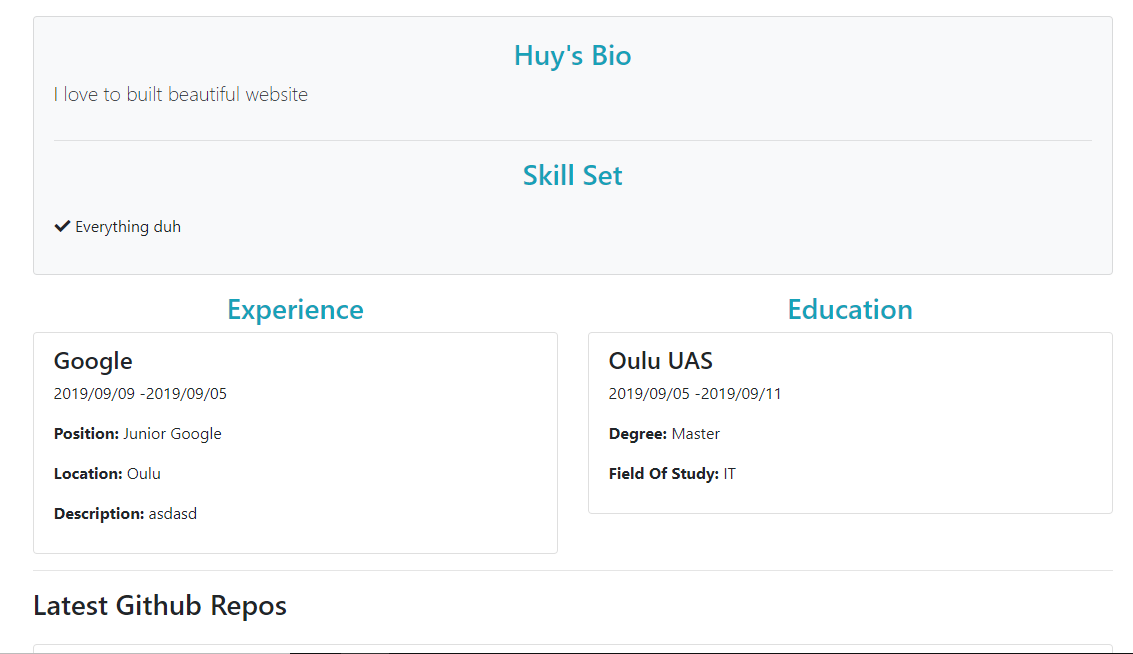 Huy's Bio
I love to built beautiful website
Skill Set
Everything duh
Experience
Google
2019/09/09 -2019/09/05
Position: Junior Google
Location: Oulu
Description: asdasd
Education
Oulu UAS
2019/09/05 -2019/09/11
Degree: Master
Field Of Study: IT
Latest Github Repos